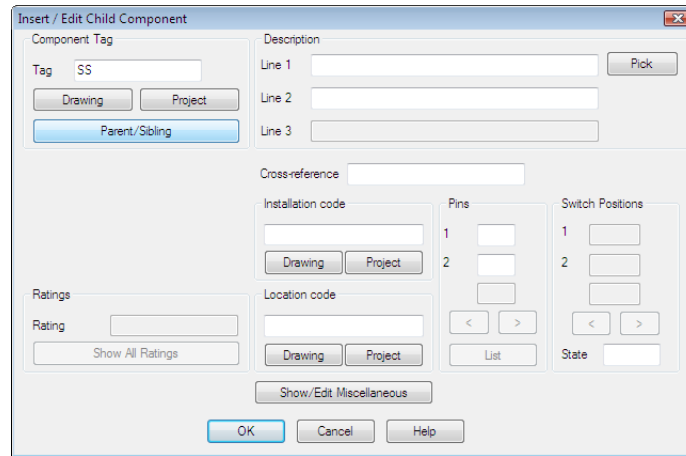 Insert / Edit Child Component
Component Tag
Tag SS
Drawing Project
Parent/Sibling
Description
Line 1 Pick
Line 2
Line 3
Cross-reference
Installation code
Drawing Project
Pins
1
2
< >
List
Switch Positions
1
2
< >
State
Ratings
Rating
Show All Ratings
Location code
Drawing Project
Show/Edit Miscellaneous
OK Cancel Help